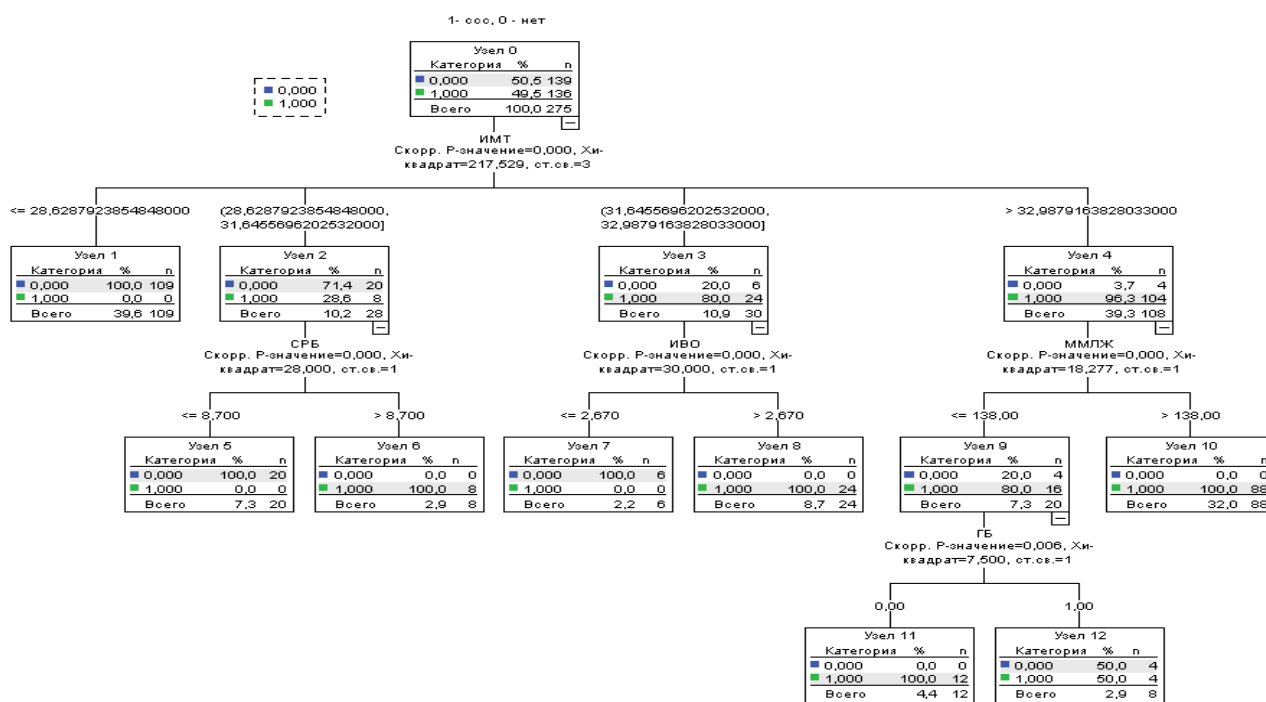 1- ссс, 0 - нет
Узел 0
Категория % n
0,000 50,5 139
1,000 49,5 136
Всего 100,0 275
0,000
1,000
ИМТ
Скорр. Р-значение=0,000, Хи-
квадрат=217,529, ст.св.=3
<= 28,6287923854848000
(28,6287923854848000,
31,6455696202532000]
(31,6455696202532000,
32,9879163828033000]
> 32,9879163828033000
Узел 1
Категория % n
0,000 100,0 109
1,000 0,0 0
Всего 39,6 109
Узел 2
Категория % n
0,000 71,4 20
1,000 28,6 8
Всего 10,2 28
Узел 3
Категория % n
0,000 20,0 6
1,000 80,0 24
Всего 10,9 30
Узел 4
Категория % n
0,000 3,7 4
1,000 96,3 104
Всего 39,3 108
СРБ
Скорр. Р-значение=0,000, Хи-
квадрат=28,000, ст.св.=1
ИВО
Скорр. Р-значение=0,000, Хи-
квадрат=30,000, ст.св.=1
ММЛЖ
Скорр. Р-значение=0,000, Хи-
квадрат=18,277, ст.св.=1
<= 8,700
> 8,700
<= 2,670
> 2,670
<= 138,00
> 138,00
Узел 5
Категория % n
0,000 100,0 20
1,000 0,0 0
Всего 7,3 20
Узел 6
Категория % n
0,000 0,0 0
1,000 100,0 8
Всего 2,9 8
Узел 7
Категория % n
0,000 100,0 6
1,000 0,0 0
Всего 2,2 6
Узел 8
Категория % n
0,000 0,0 0
1,000 100,0 24
Всего 8,7 24
Узел 9
Категория % n
0,000 20,0 4
1,000 80,0 16
Всего 7,3 20
Узел 10
Категория % n
0,000 0,0 0
1,000 100,0 88
Всего 32,0 88
ГБ
Скорр. Р-значение=0,006, Хи-
квадрат=7,500, ст.св.=1
0,00
1,00
Узел 11
Категория % n
0,000 0,0 0
1,000 100,0 12
Всего 4,4 12
Узел 12
Категория % n
0,000 50,0 4
1,000 50,0 4
Всего 2,9 8